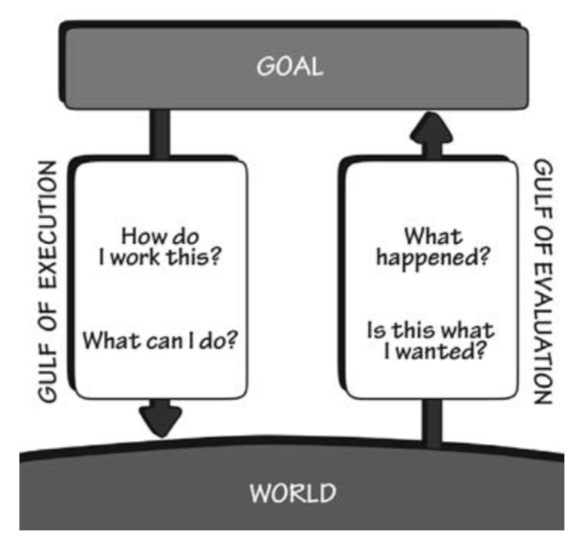 GOAL
GULF OF EXECUTION
How do
I work this?
What can I do?
What
happened?
Is this what
I wanted?
GULF OF EVALUATION
WORLD